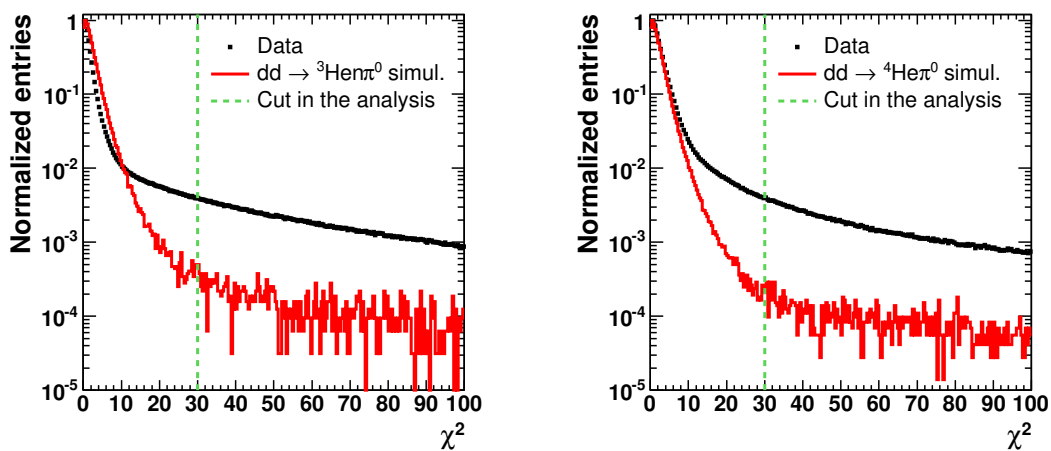 Normalized entries
1
10⁻¹
10⁻²
10⁻³
10⁻⁴
10⁻⁵
Data
dd → ³Henπ⁰ simul.
Cut in the analysis
0 10 20 30 40 50 60 70 80 90 100
χ²
Normalized entries
1
10⁻¹
10⁻²
10⁻³
10⁻⁴
10⁻⁵
Data
dd → ⁴Heπ⁰ simul.
Cut in the analysis
0 10 20 30 40 50 60 70 80 90 100
χ²